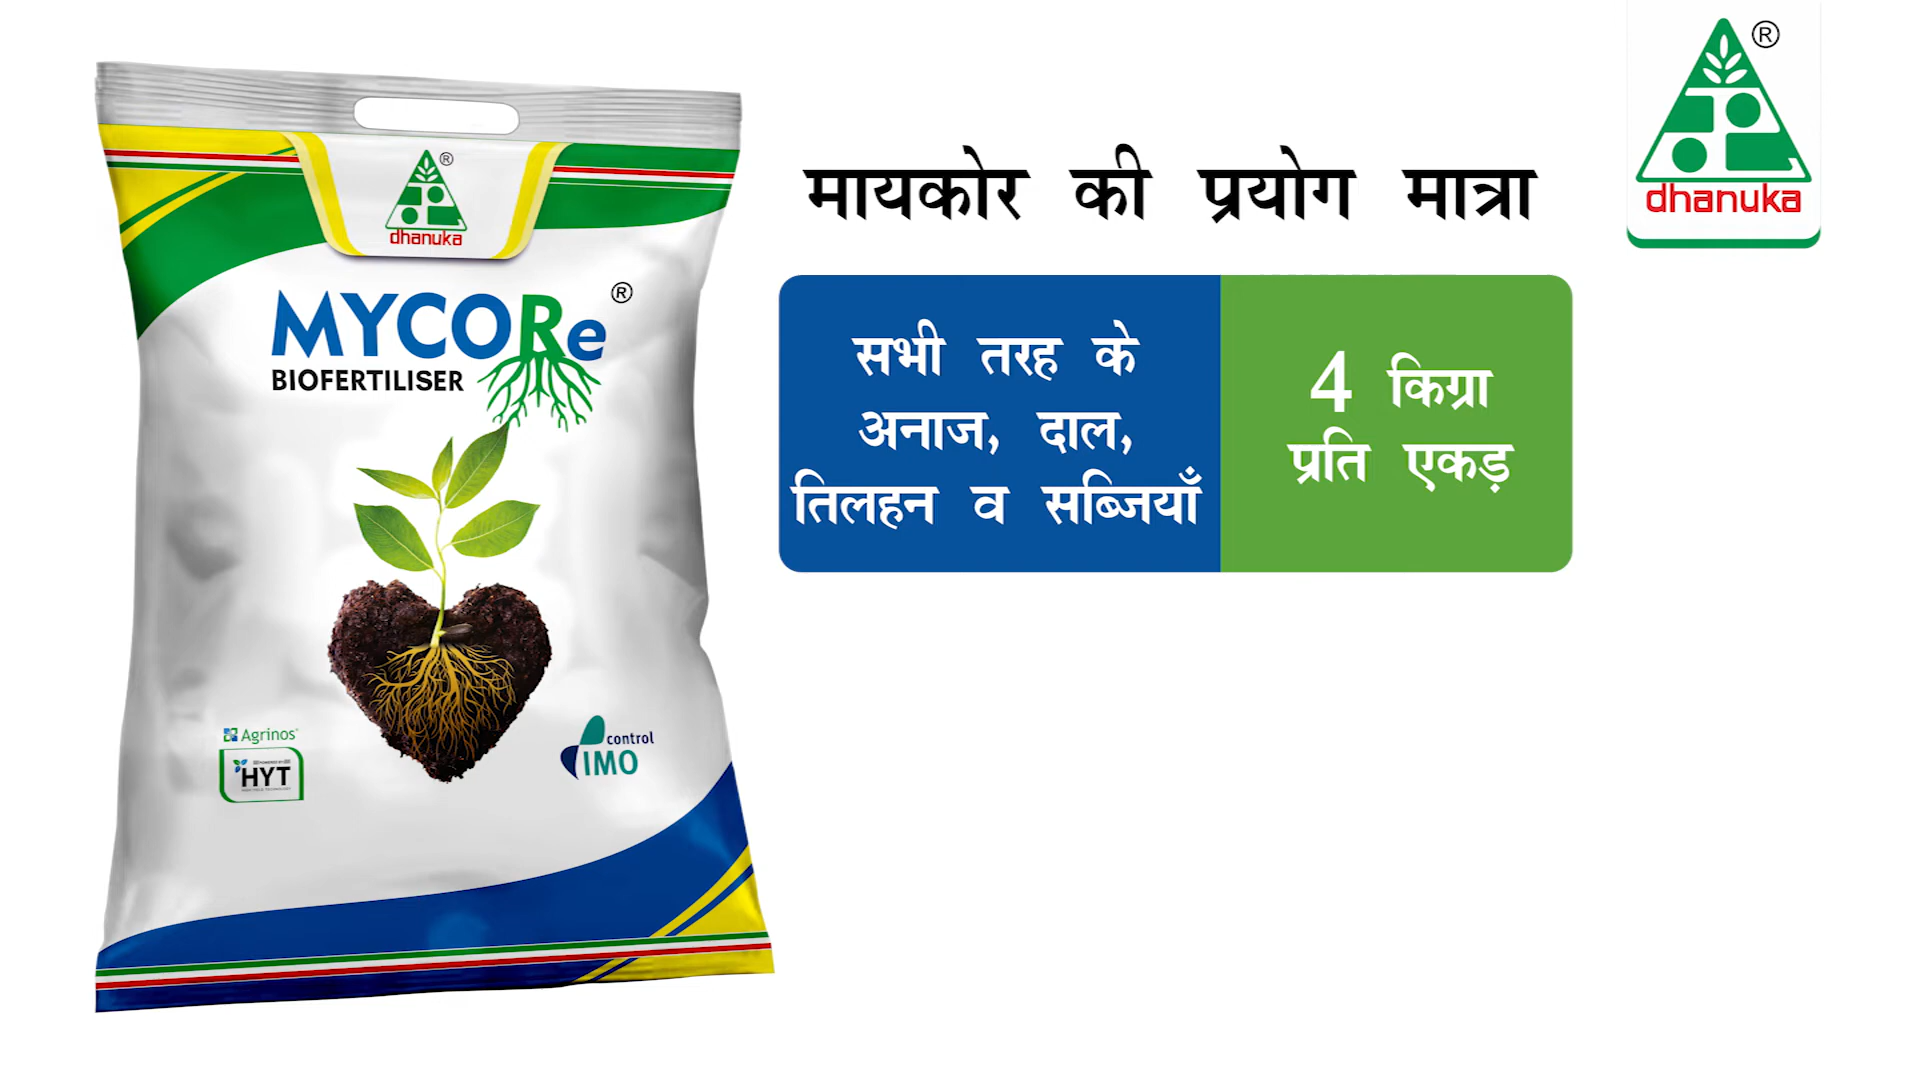 ®
dhanuka
MYCORe ®
BIOFERTILISER
Agrinos
HYT
control
IMO
मायकोर की प्रयोग मात्रा
सभी तरह के
अनाज, दाल,
तिलहन व सब्जियाँ
4 किग्रा
प्रति एकड़
®
dhanuka